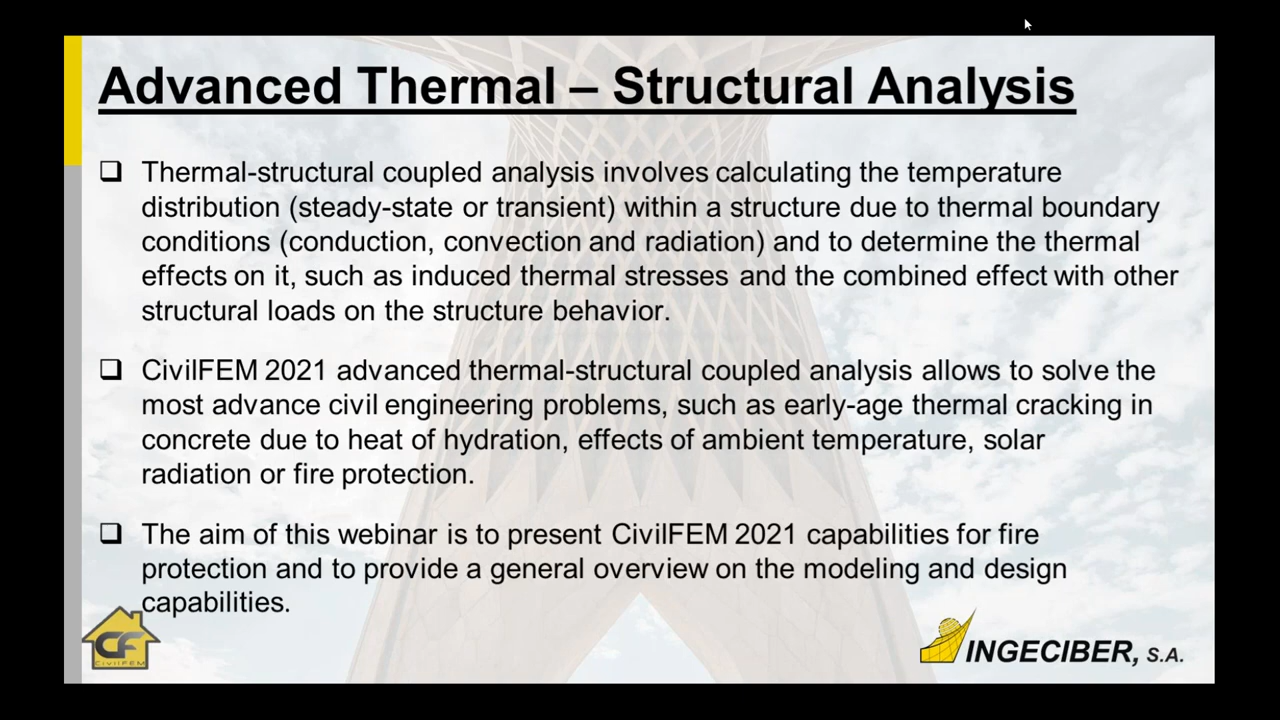 Advanced Thermal – Structural Analysis
❑ Thermal-structural coupled analysis involves calculating the temperature
distribution (steady-state or transient) within a structure due to thermal boundary
conditions (conduction, convection and radiation) and to determine the thermal
effects on it, such as induced thermal stresses and the combined effect with other
structural loads on the structure behavior.
❑ CivilFEM 2021 advanced thermal-structural coupled analysis allows to solve the
most advance civil engineering problems, such as early-age thermal cracking in
concrete due to heat of hydration, effects of ambient temperature, solar
radiation or fire protection.
❑ The aim of this webinar is to present CivilFEM 2021 capabilities for fire
protection and to provide a general overview on the modeling and design
capabilities.
CF
CivilFEM
INGECIBER, S.A.